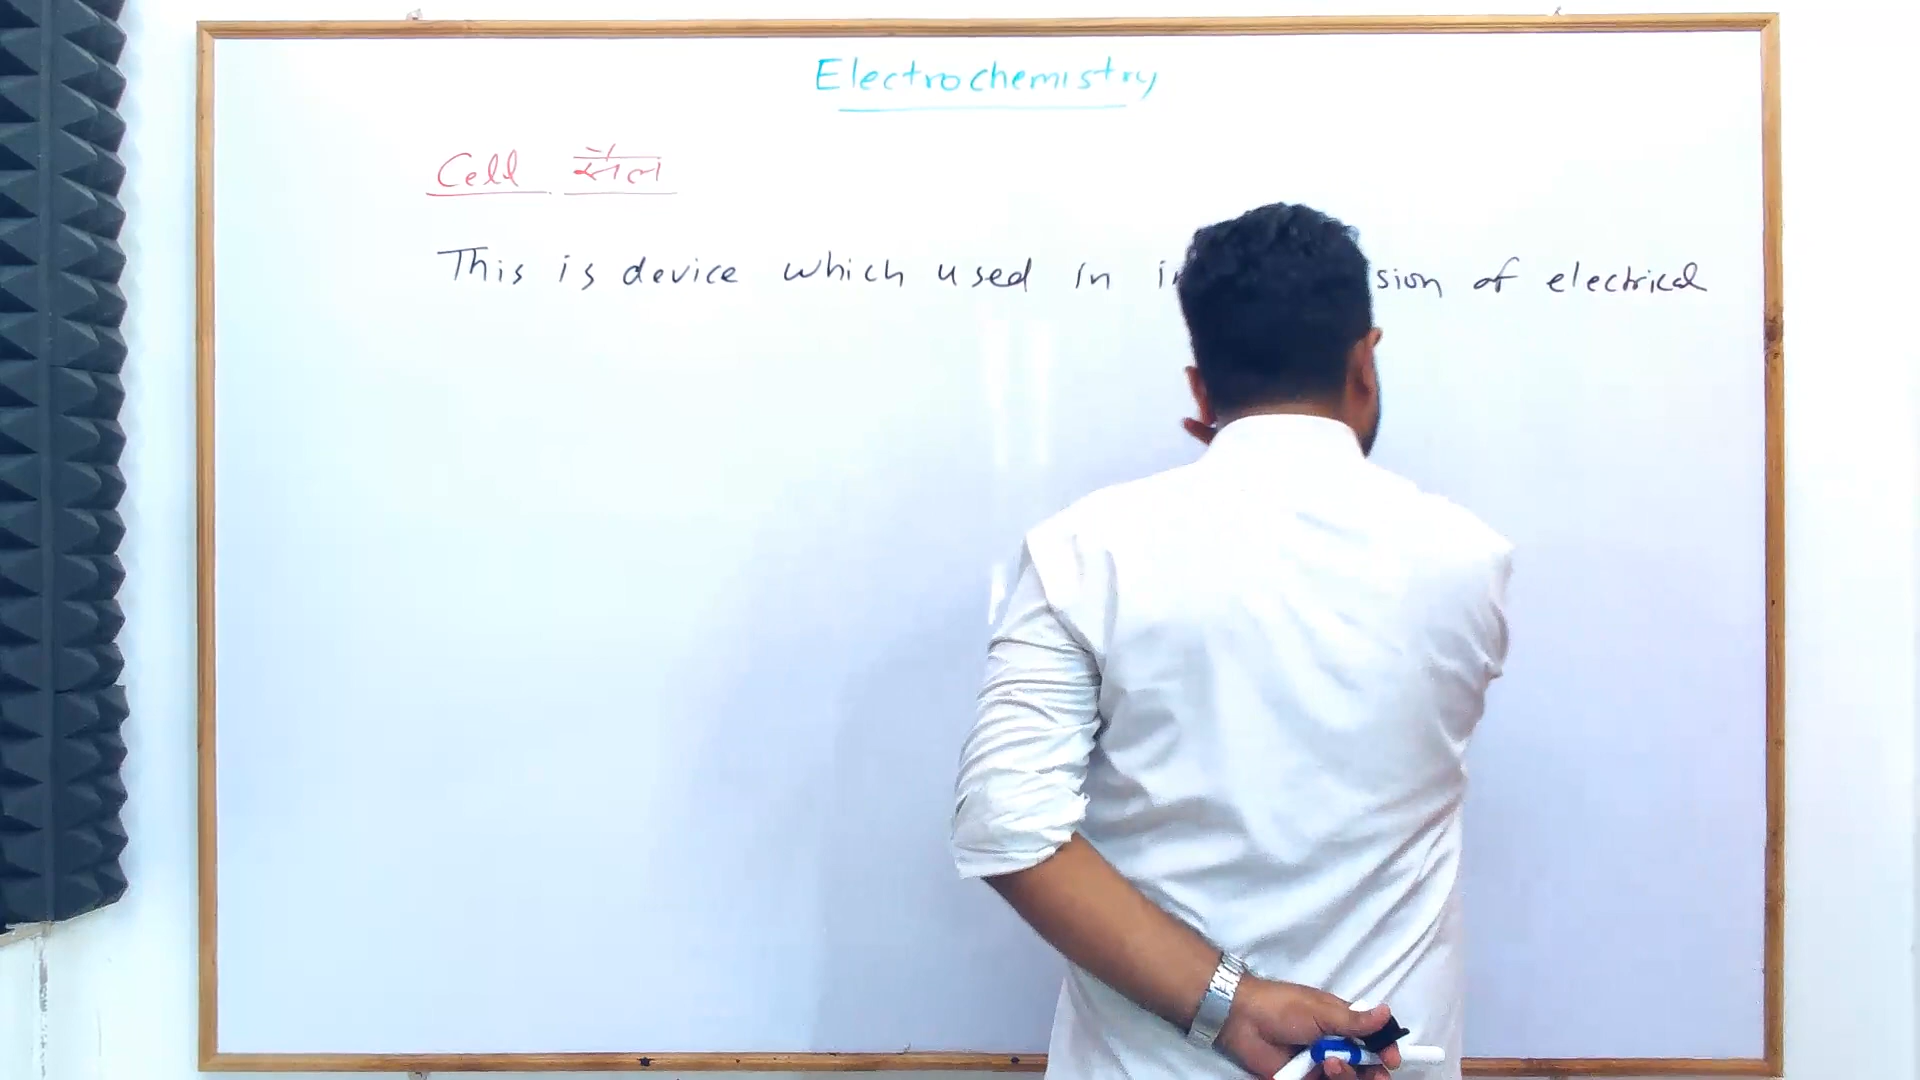 Electrochemistry
Cell सैल
This is device which used in sion of electrical